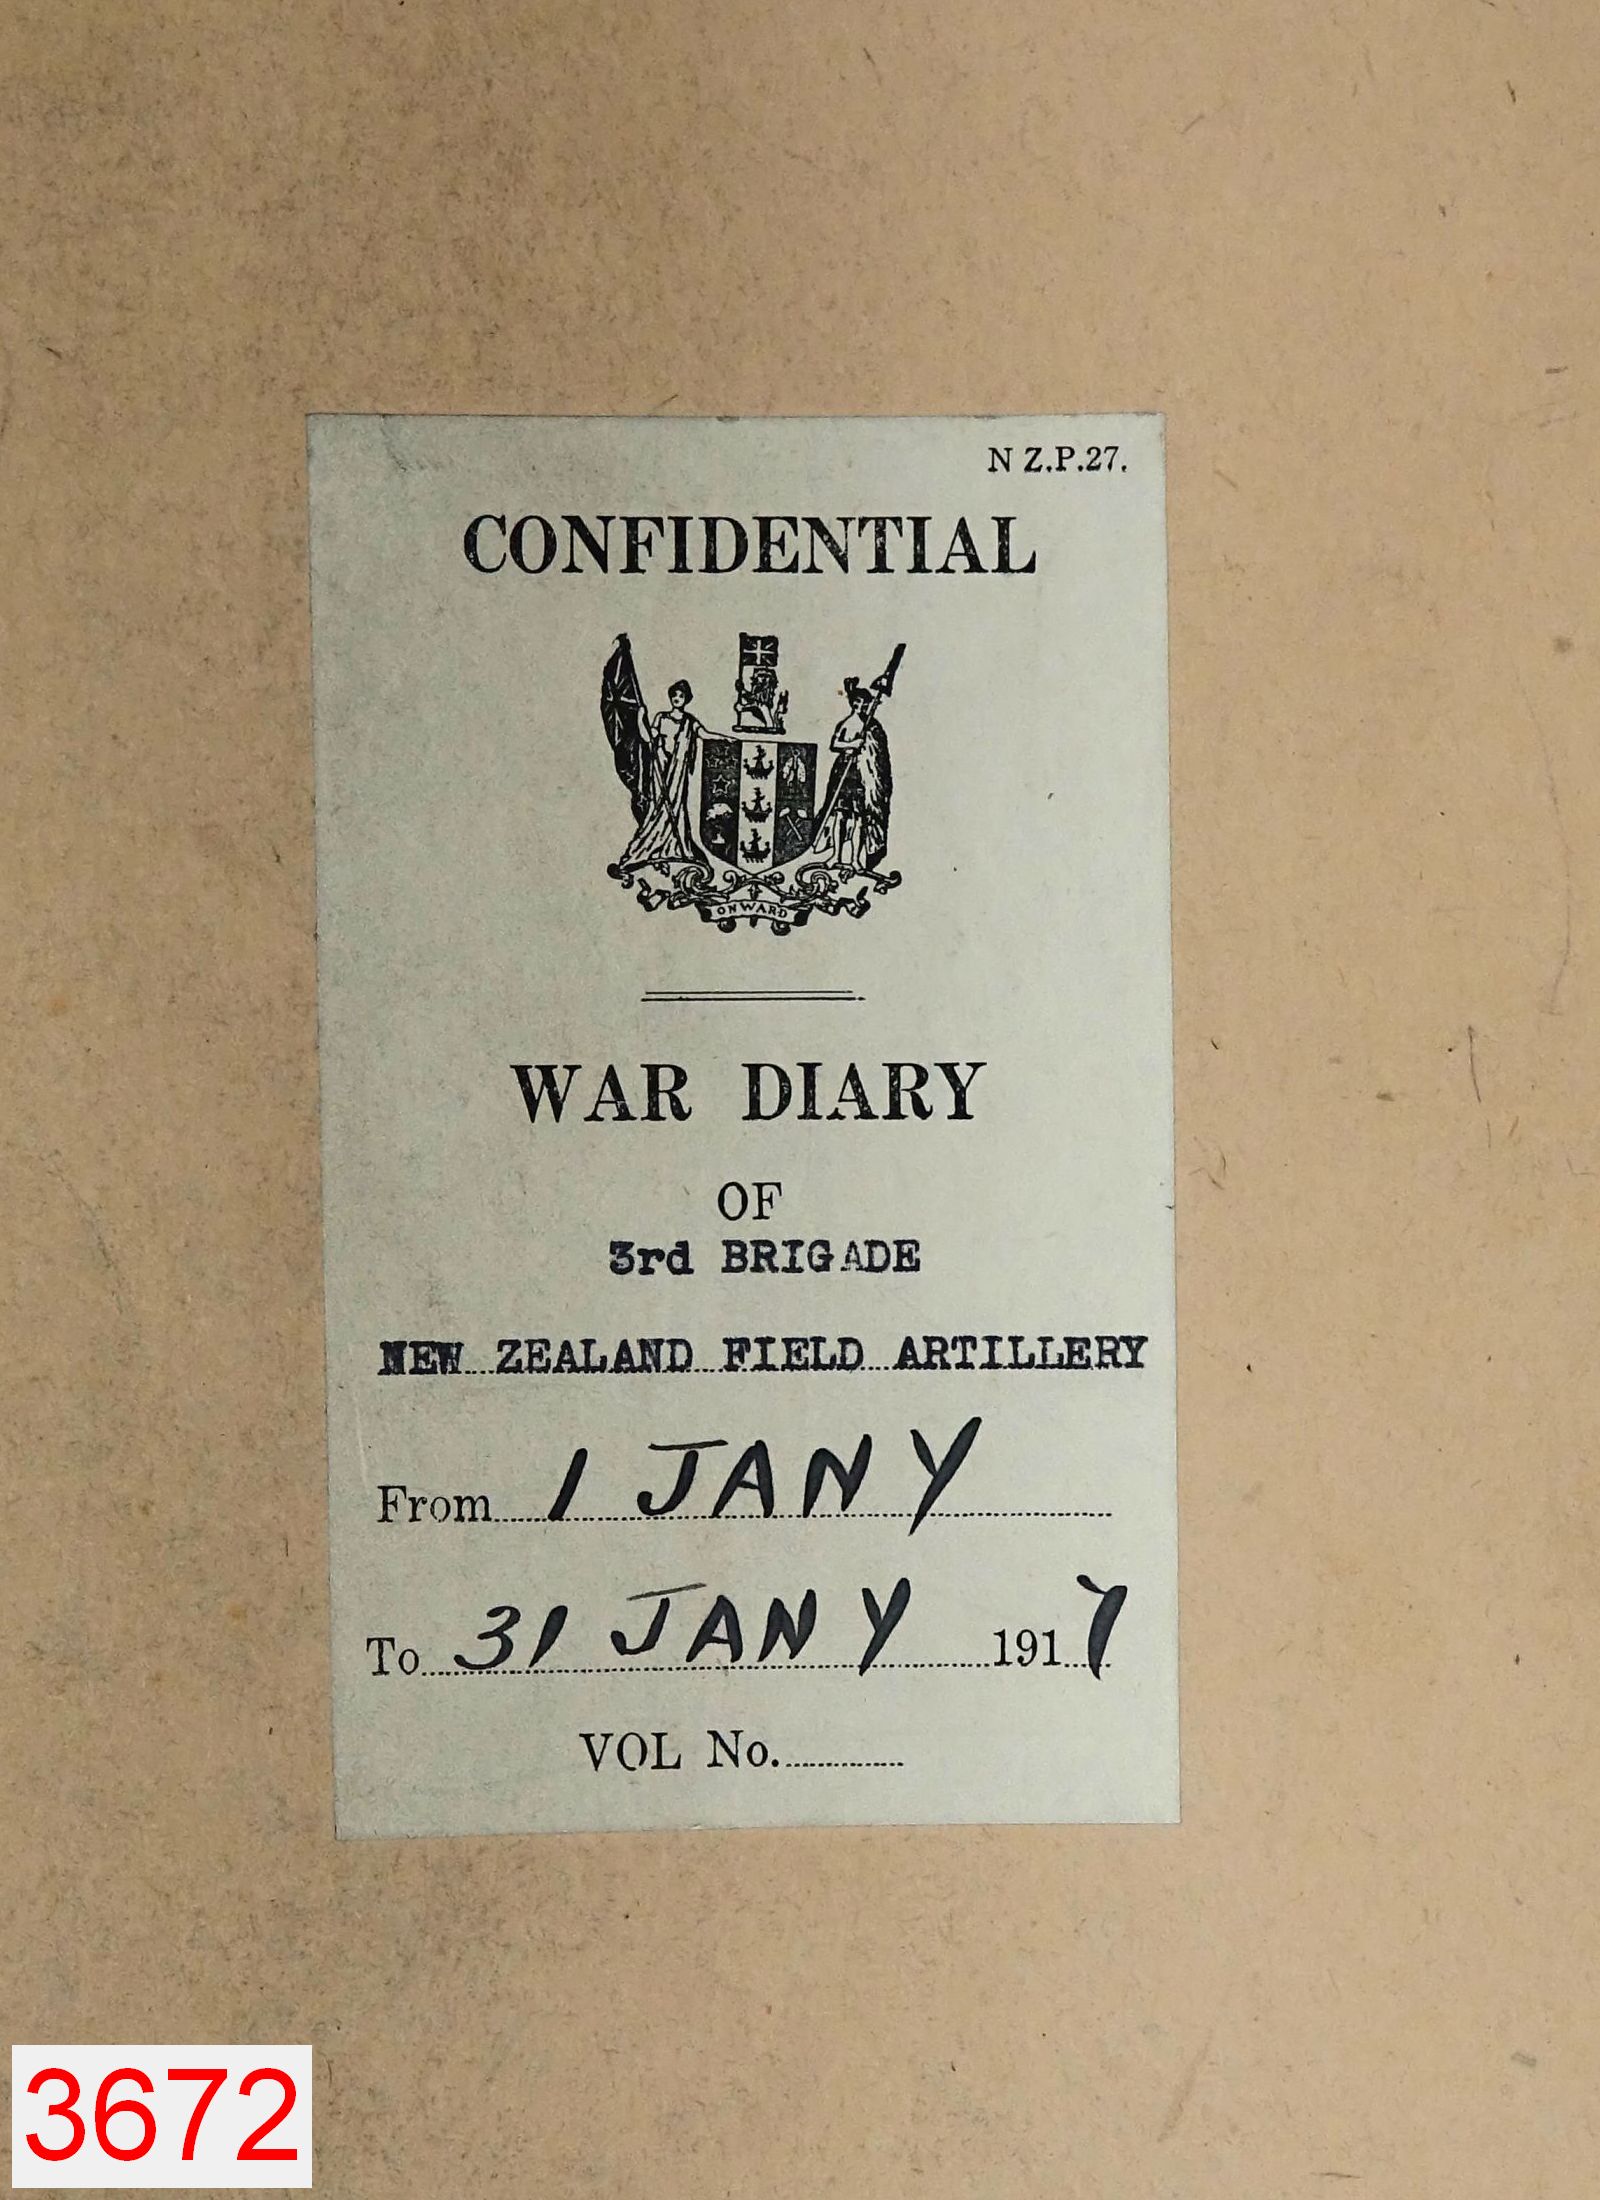 N Z.P.27.
CONFIDENTIAL
ONWARD
WAR DIARY
OF
3rd BRIGADE
NEW ZEALAND FIELD ARTILLERY
From 1 JANY
To 31 JANY 1917
VOL No.
3672